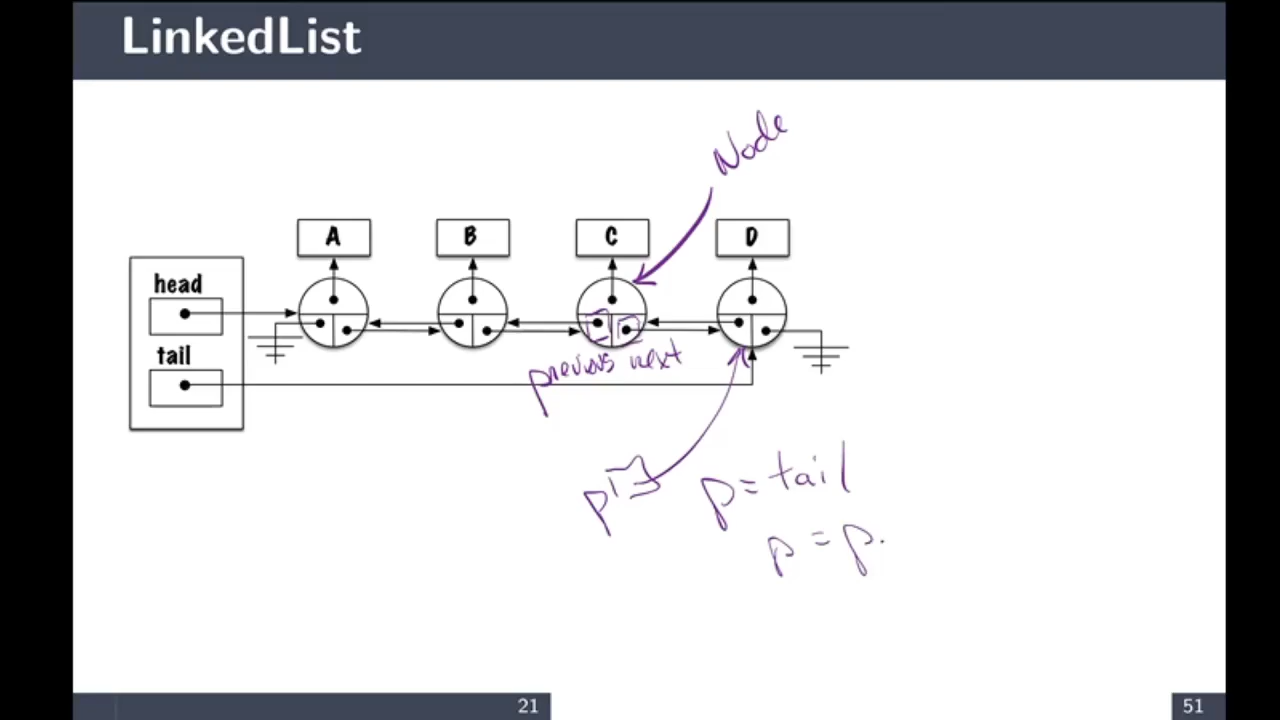 LinkedList
Node
A B C D
head
tail
previous next
p
p = tail
p = p.
21
51